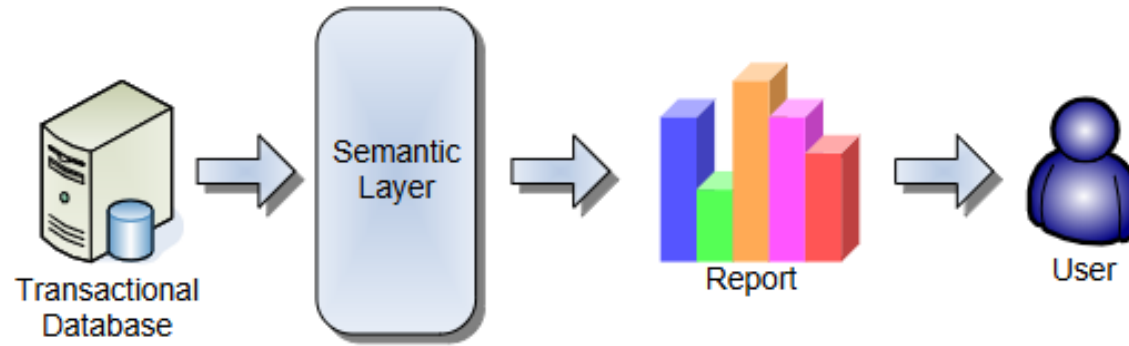 Transactional
Database
Semantic
Layer
Report
User